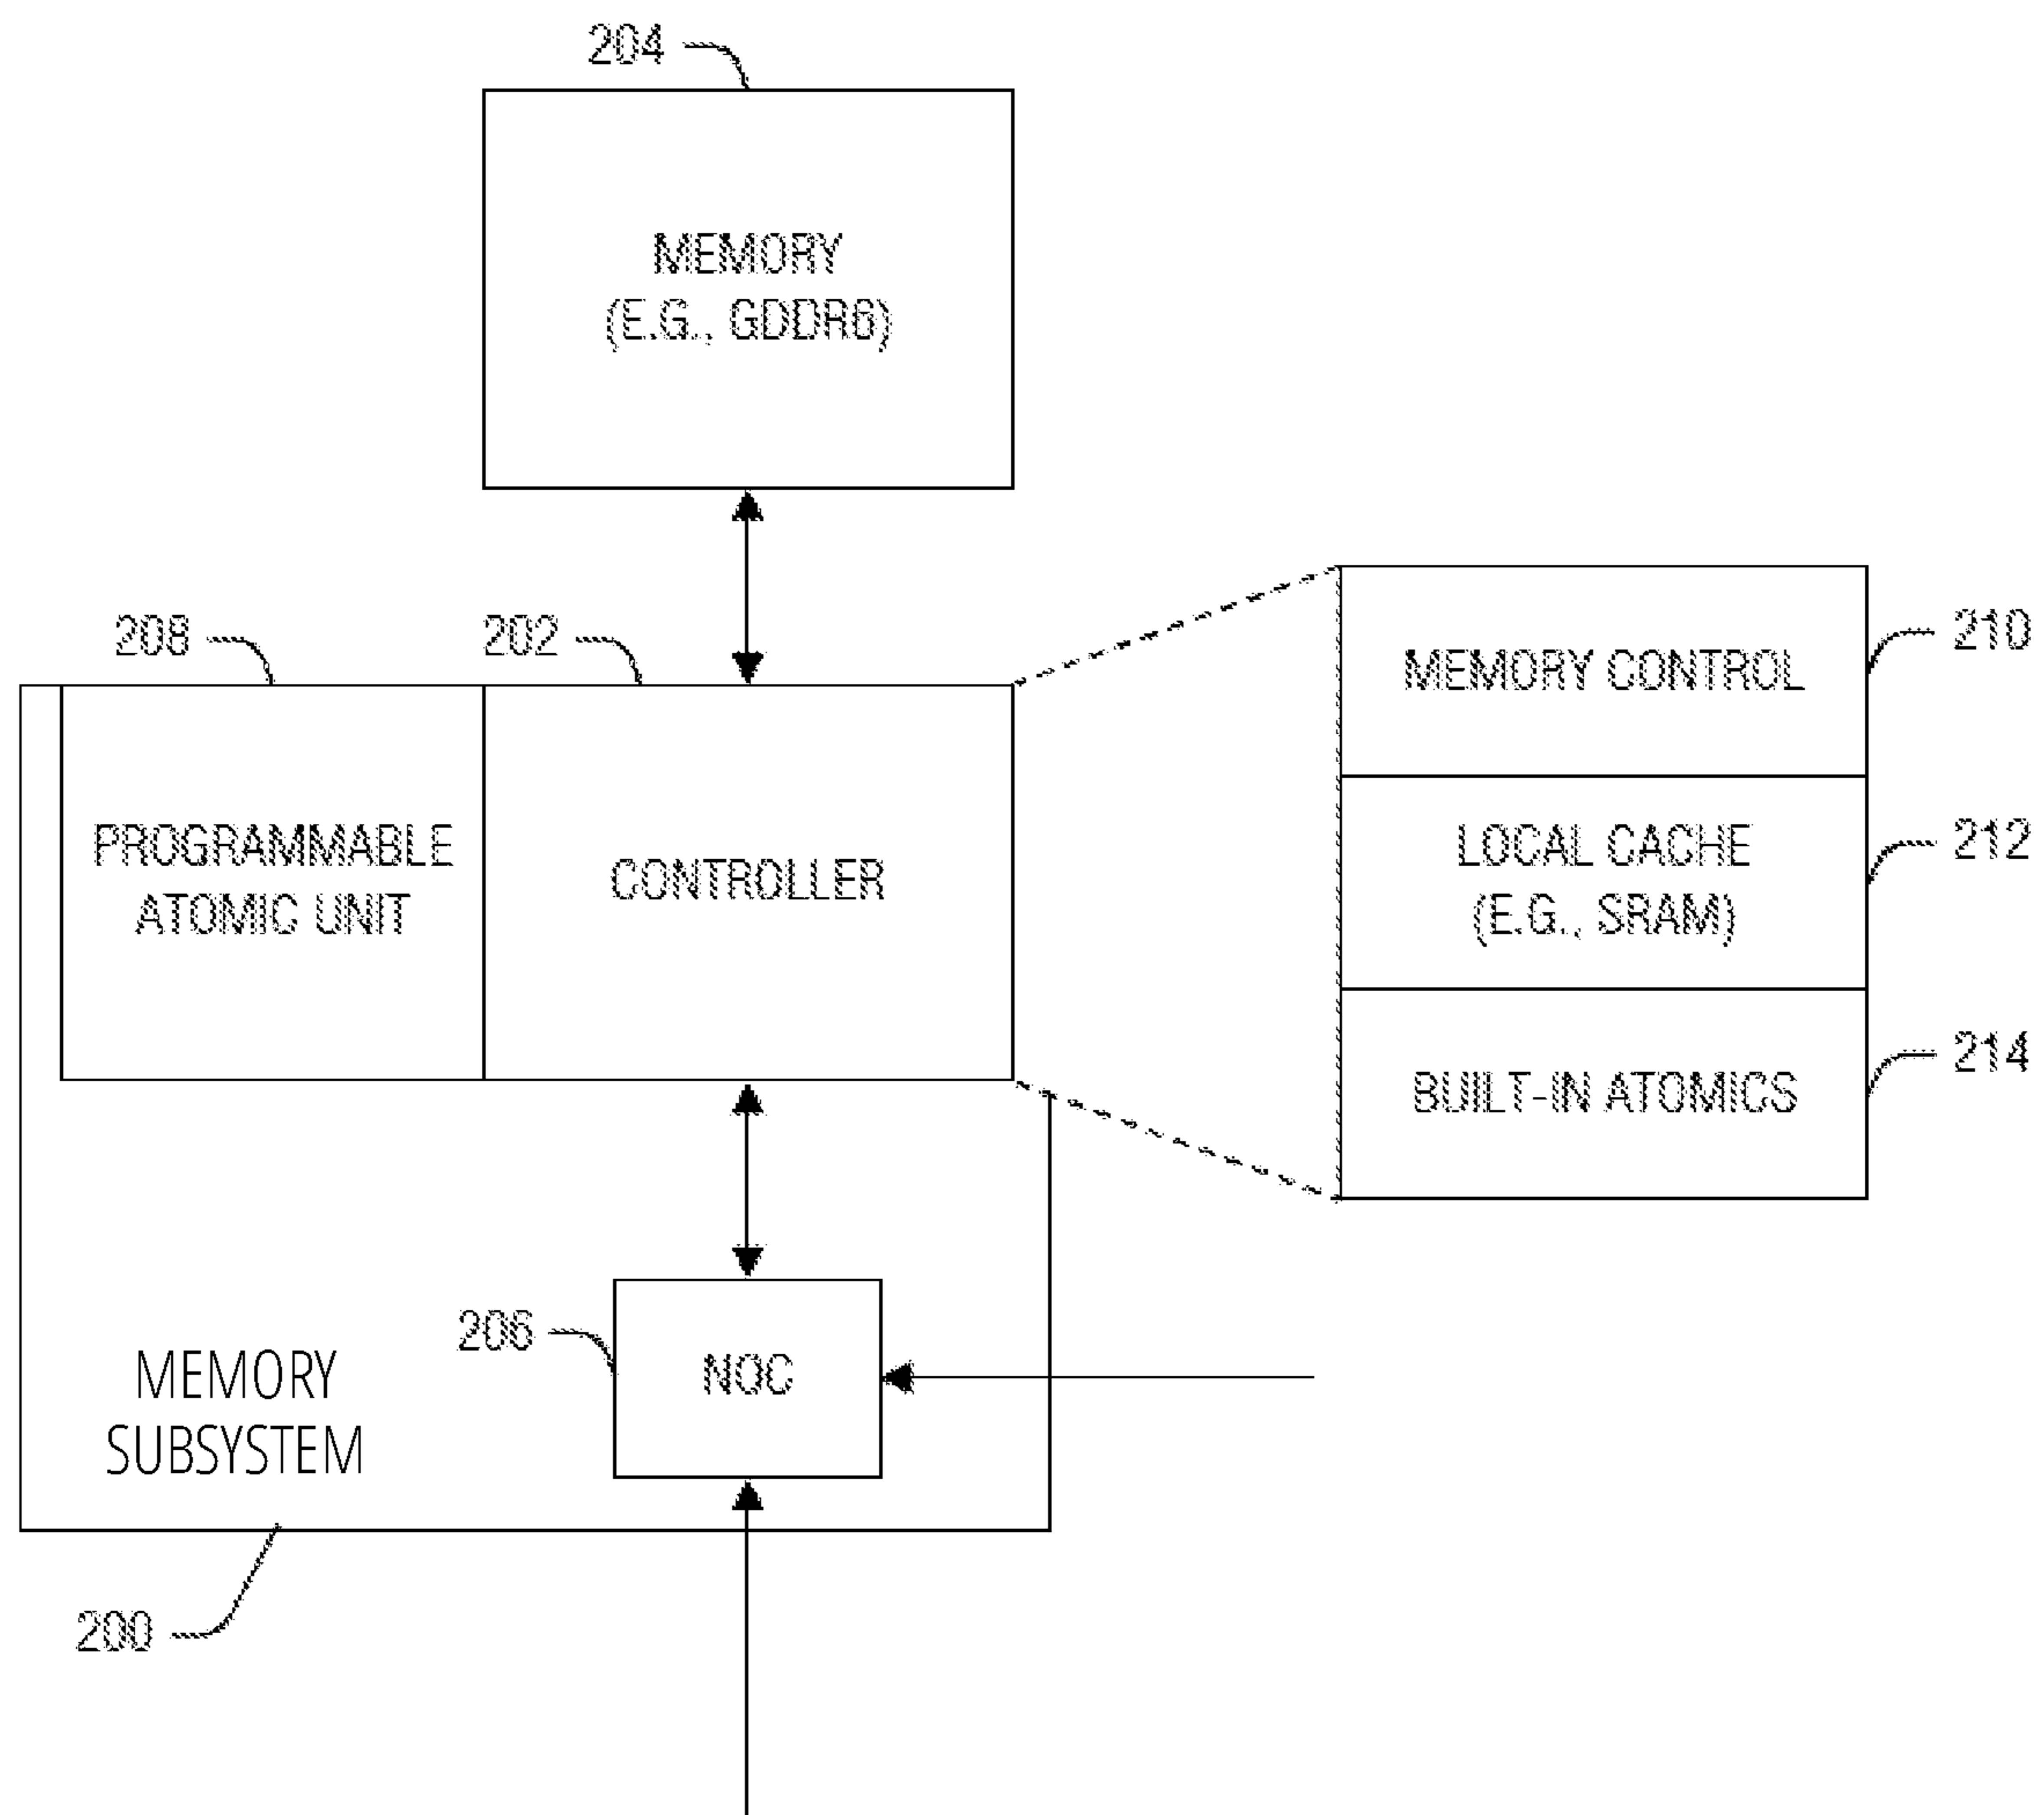 204
MEMORY
(E.G., GDDR6)
208
202
210
MEMORY CONTROL
PROGRAMMABLE
ATOMIC UNIT
CONTROLLER
LOCAL CACHE
(E.G., SRAM)
212
BUILT-IN ATOMICS
214
206
NOC
MEMORY
SUBSYSTEM
200